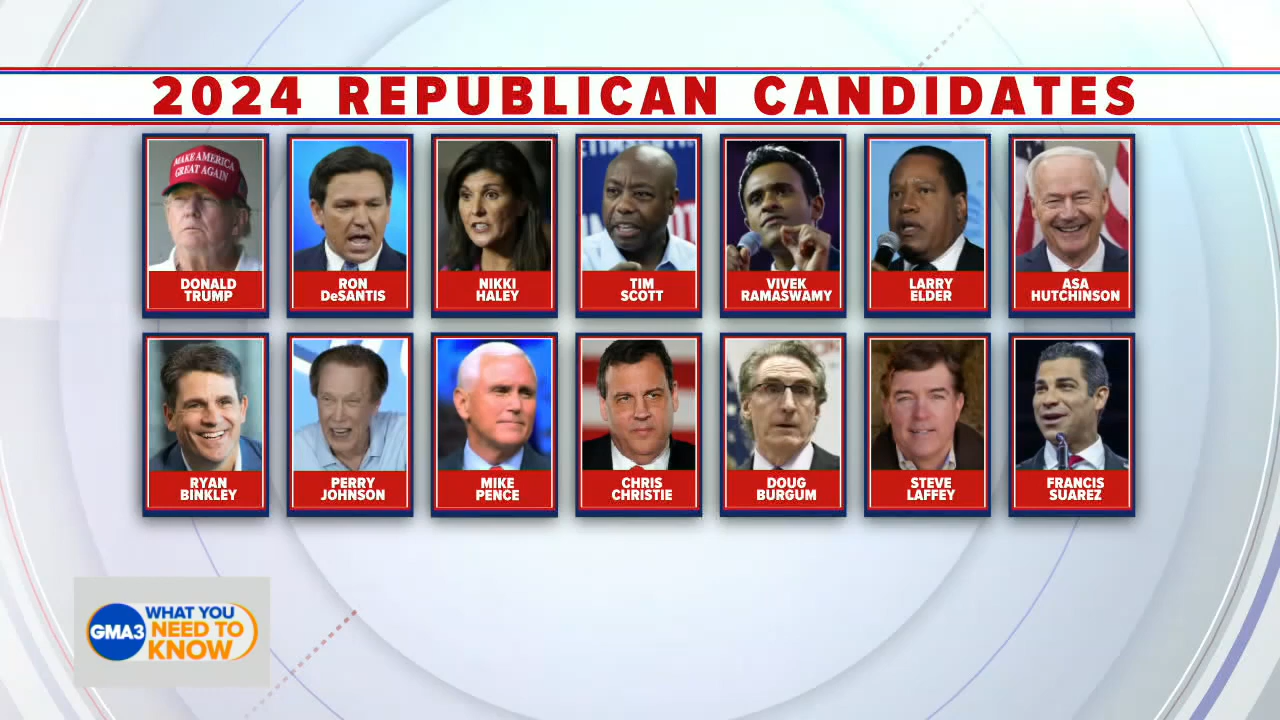 2024 REPUBLICAN CANDIDATES
MAKE AMERICA
GREAT AGAIN
DONALD
TRUMP
RON
DeSANTIS
NIKKI
HALEY
TIM
SCOTT
VIVEK
RAMASWAMY
LARRY
ELDER
ASA
HUTCHINSON
RYAN
BINKLEY
PERRY
JOHNSON
MIKE
PENCE
CHRIS
CHRISTIE
DOUG
BURGUM
STEVE
LAFFEY
FRANCIS
SUAREZ
GMA3
WHAT YOU
NEED TO
KNOW